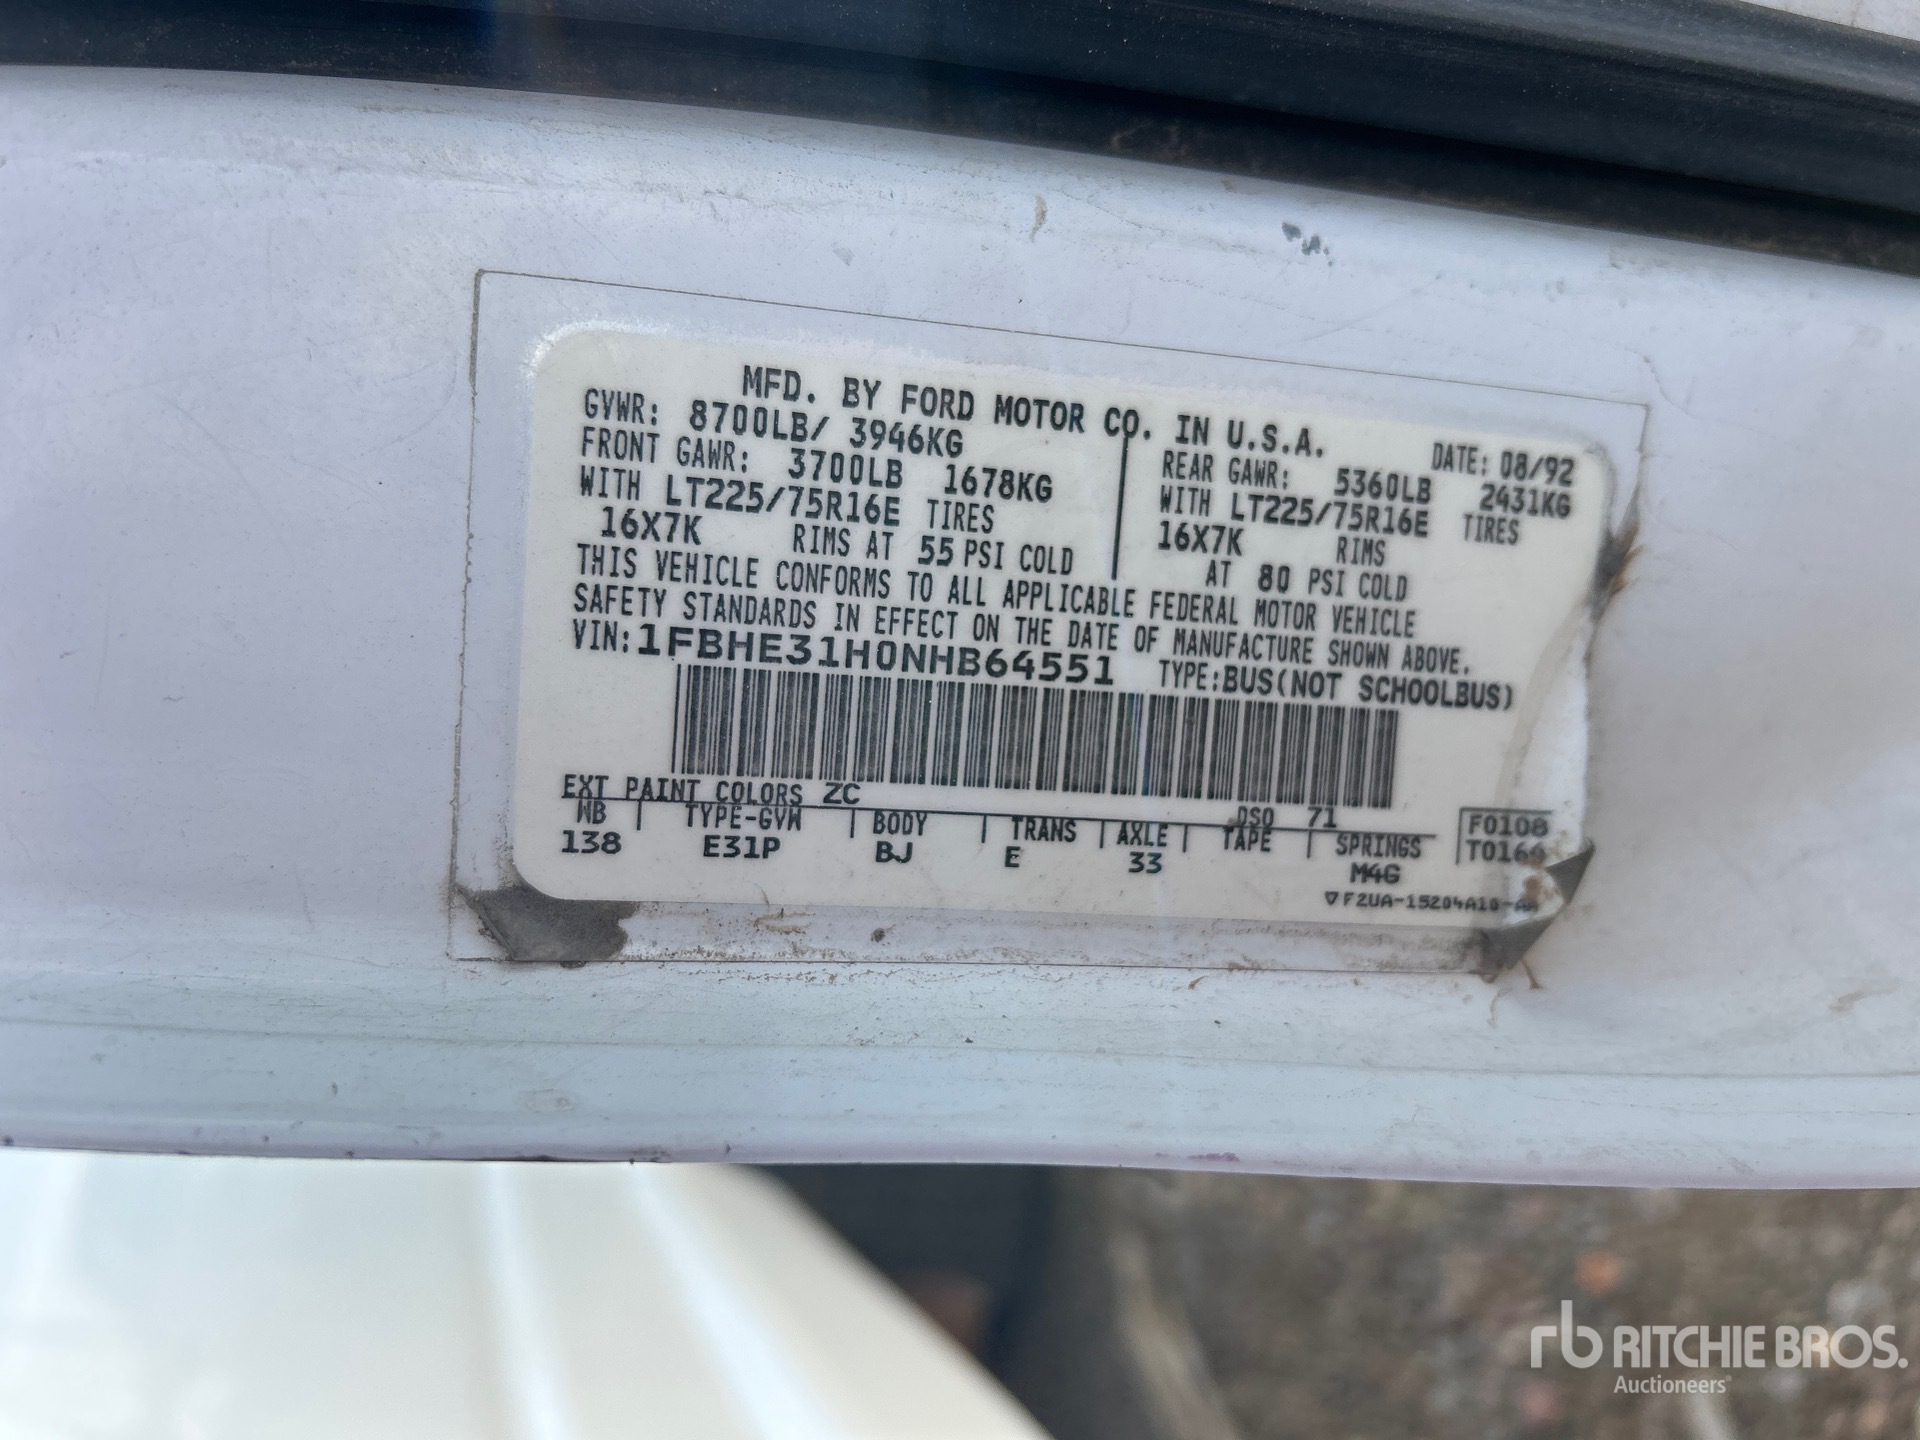 MFD. BY FORD MOTOR CO. IN U.S.A.
GVWR: 8700LB/ 3946KG
DATE: 08/92
FRONT GAWR: 3700LB 1678KG
WITH LT225/75R16E TIRES
16X7K RIMS AT 55 PSI COLD
REAR GAWR: 5360LB 2431KG
WITH LT225/75R16E TIRES
16X7K RIMS
AT 80 PSI COLD
THIS VEHICLE CONFORMS TO ALL APPLICABLE FEDERAL MOTOR VEHICLE
SAFETY STANDARDS IN EFFECT ON THE DATE OF MANUFACTURE SHOWN ABOVE.
VIN: 1FBHE31H0NHB64551 TYPE: BUS(NOT SCHOOLBUS)
EXT PAINT COLORS ZC DSO 71
WB | TYPE-GVW | BODY | TRANS | AXLE | TAPE | SPRINGS
138 E31P BJ E 33 M4G
F0108
T0166
▽ F2UA-15204A10-AA
rb RITCHIE BROS.
Auctioneers